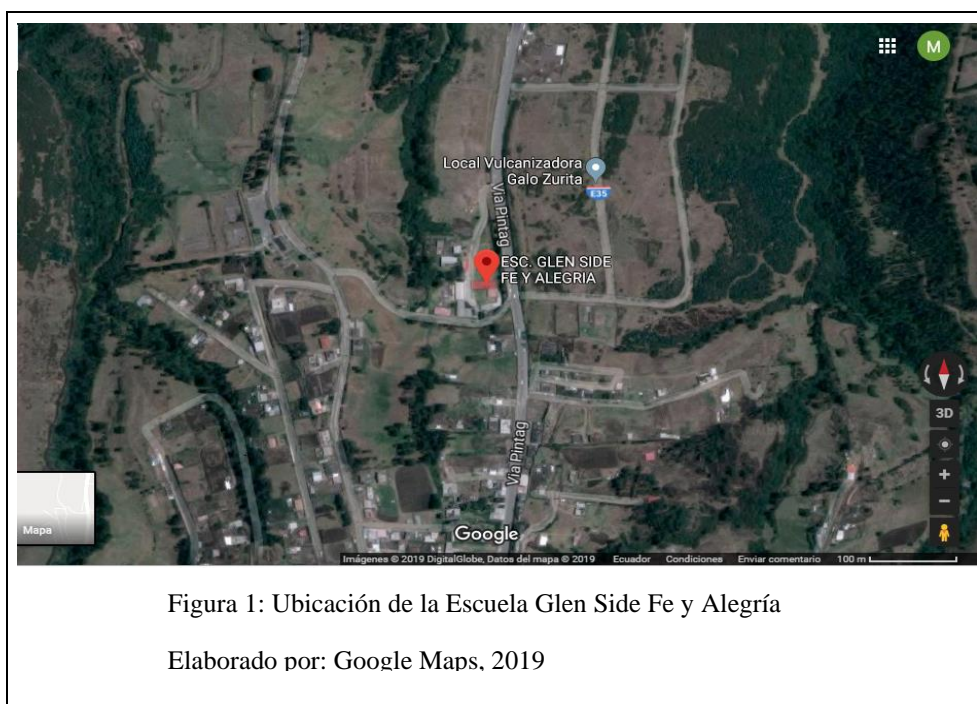 M
Local Vulcanizadora
Galo Zurita
E35
Via Pintag
ESC. GLEN SIDE
FE Y ALEGRIA
3D
Via Pintag
+
−
Mapa
Google
Imágenes © 2019 DigitalGlobe, Datos del mapa © 2019 Ecuador Condiciones Enviar comentario 100 m
Figura 1: Ubicación de la Escuela Glen Side Fe y Alegría
Elaborado por: Google Maps, 2019